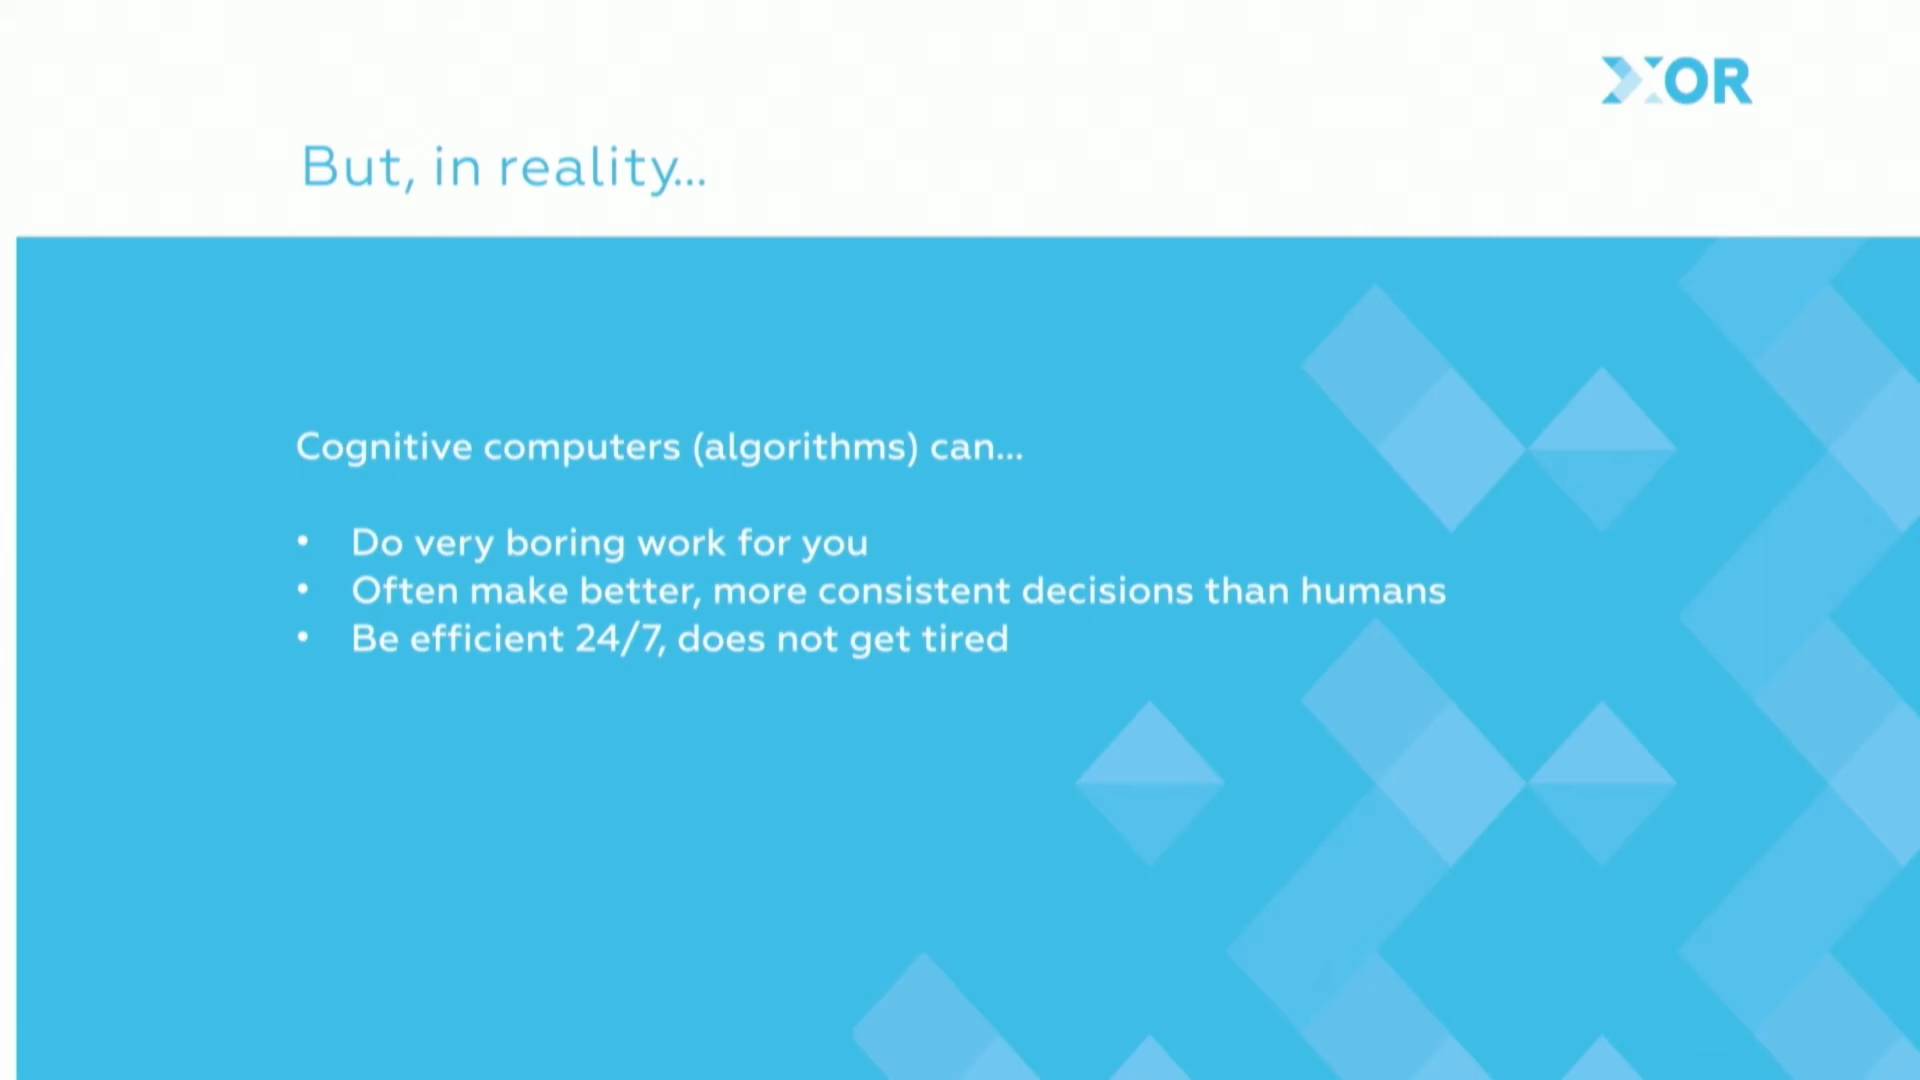 XOR
But, in reality...
Cognitive computers (algorithms) can...
• Do very boring work for you
• Often make better, more consistent decisions than humans
• Be efficient 24/7, does not get tired